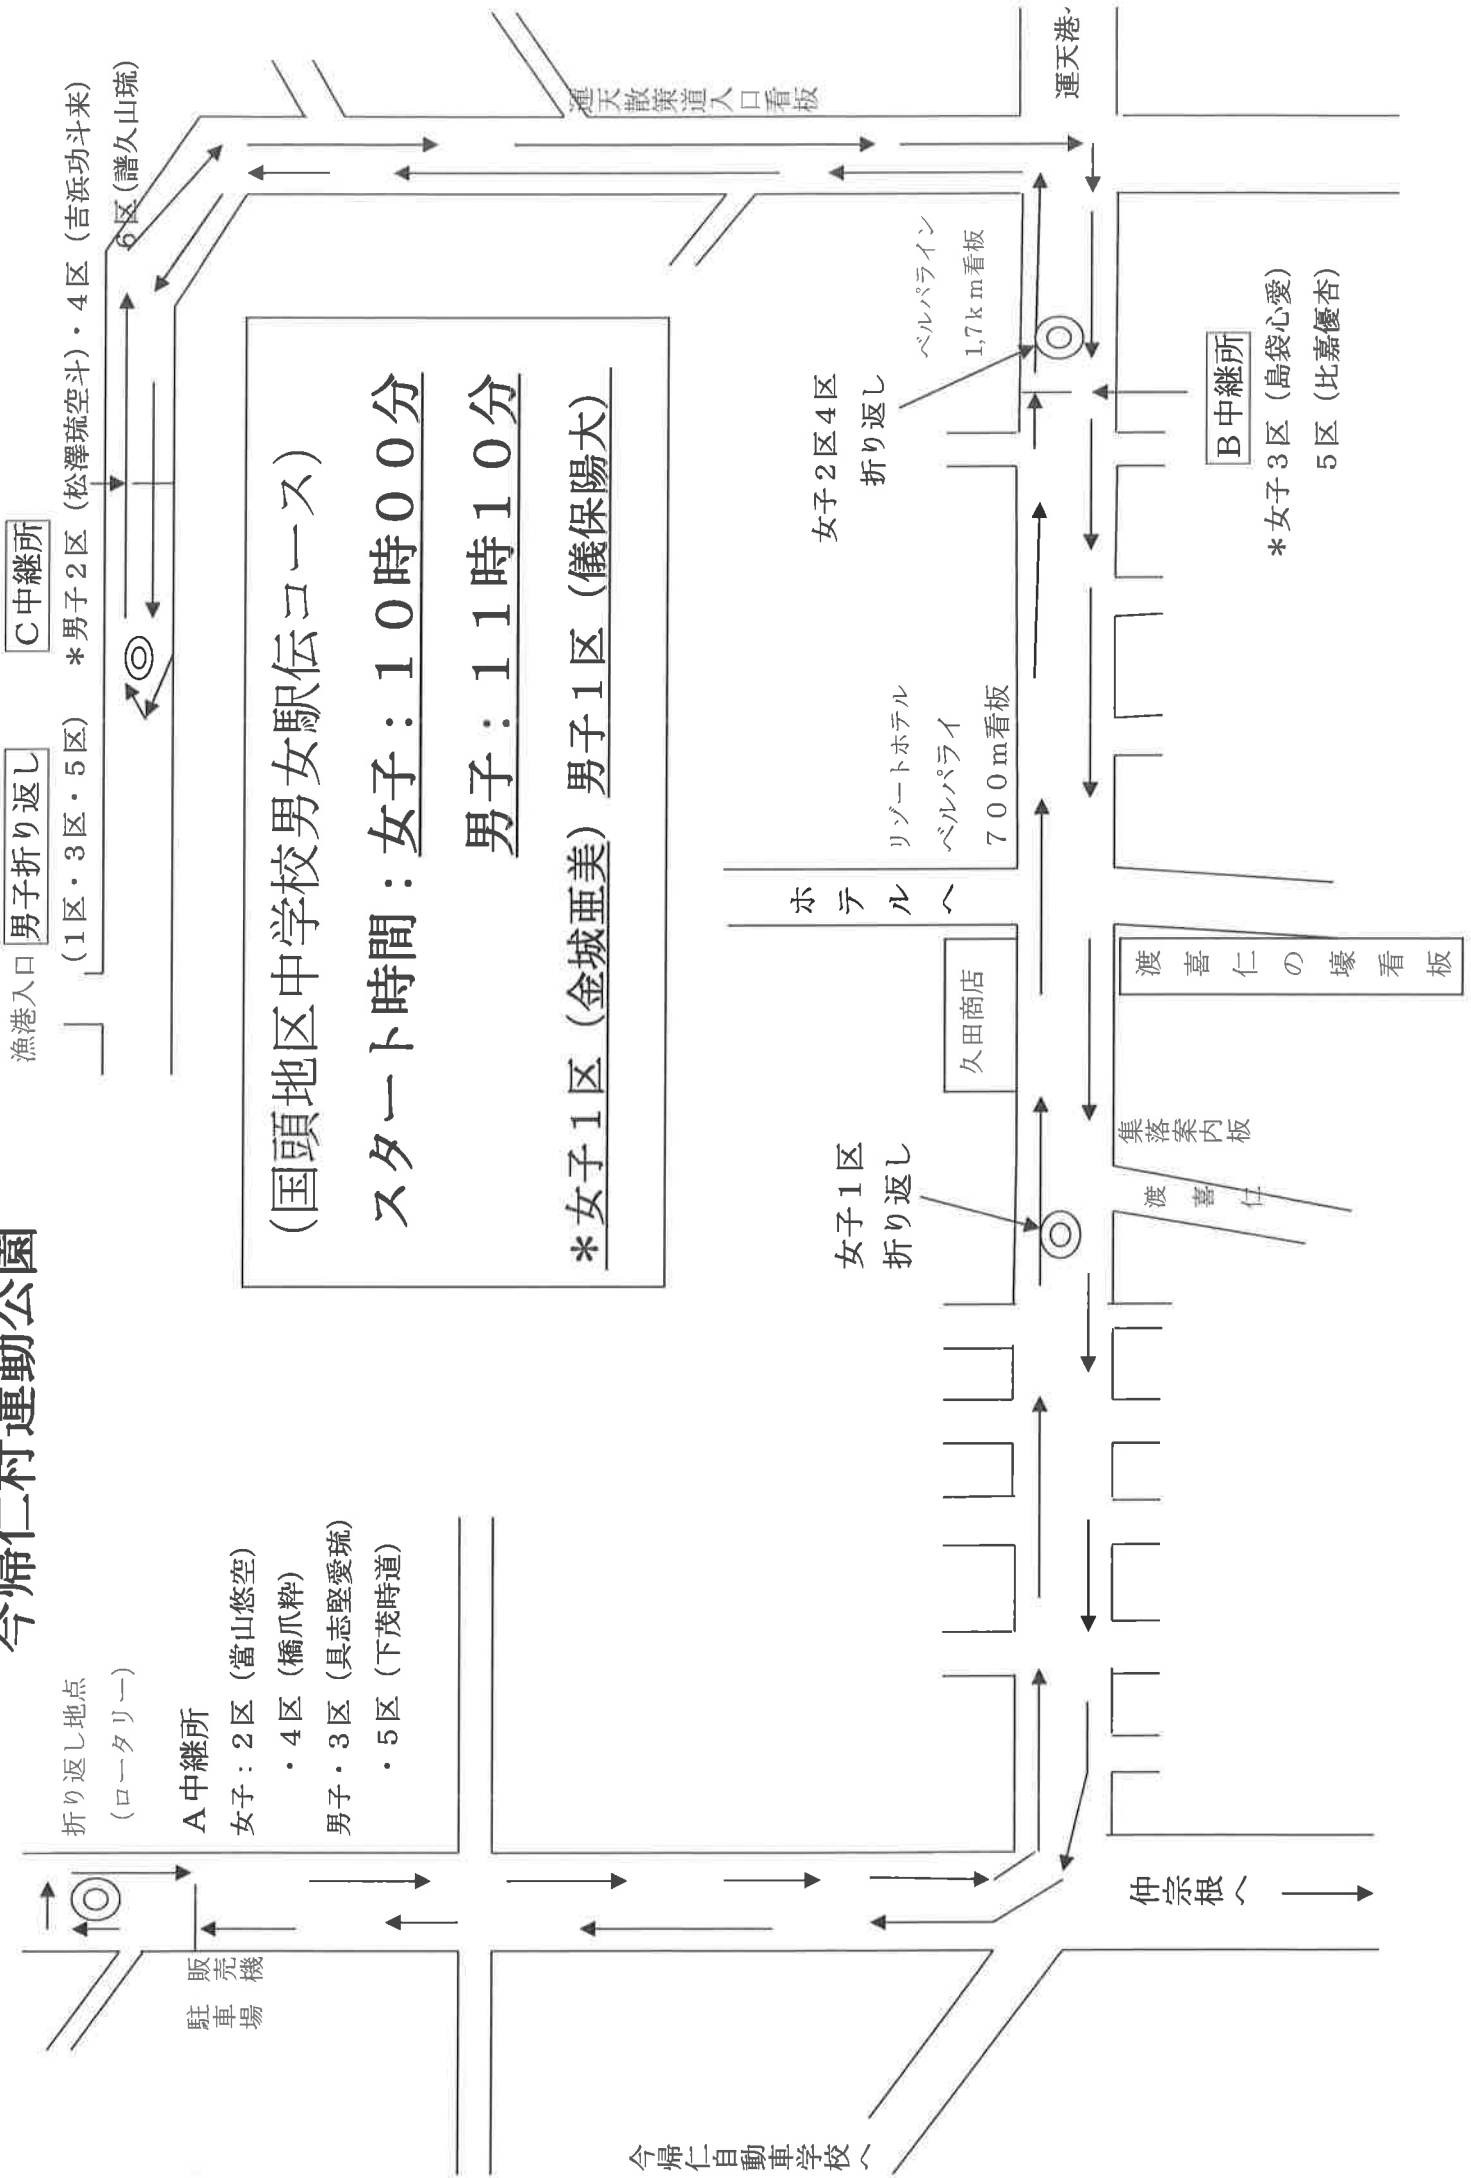 今帰仁村運動公園
折り返し地点
（ロータリー）
A中継所
女子：2区（當山悠空）
・4区（橋爪粋）
男子・3区（具志堅愛琉）
・5区（下茂時道）
販売機
駐車場
今帰仁自動車学校へ
仲宗根へ
漁港入口
男子折り返し
（1区・3区・5区）
C中継所
＊男子2区（松澤琉空斗）・4区（吉浜功斗来）
6区（譜久山琉）
（国頭地区中学校男女駅伝コース）
スタート時間：女子：10時00分
男子：11時10分
＊女子1区（金城亜美）男子1区（儀保陽大）
運天散策道入口看板
女子1区
折り返し
久田商店
ホテルへ
リゾートホテル
ベルパライ
700m看板
女子2区4区
折り返し
ベルパライン
1,7km看板
運天港へ
渡喜仁
集落案内板
渡喜仁の壕看板
B中継所
＊女子3区（島袋心愛）
5区（比嘉優杏）